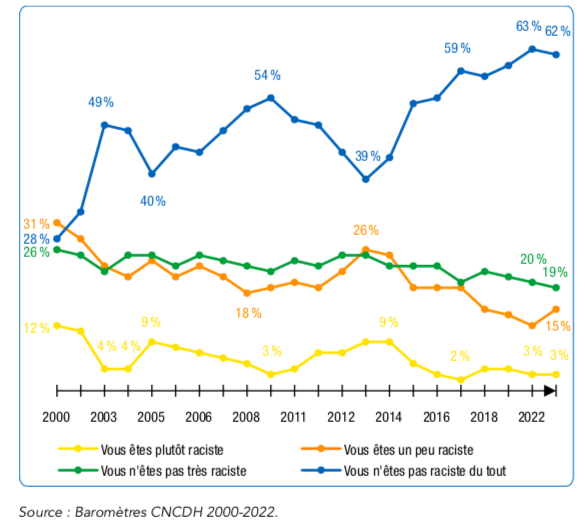 63 % 62 %
59 %
54 %
49 %
39 %
40 %
31 %
28 %
26 %
26 %
20 %
19 %
18 %
15 %
12 %
9 %
9 %
4 % 4 %
3 %
2 %
3 % 3 %
2000 2003 2005 2006 2008 2011 2012 2014 2016 2018 2022
Vous êtes plutôt raciste Vous êtes un peu raciste
Vous n'êtes pas très raciste Vous n'êtes pas raciste du tout
Source : Baromètres CNCDH 2000-2022.